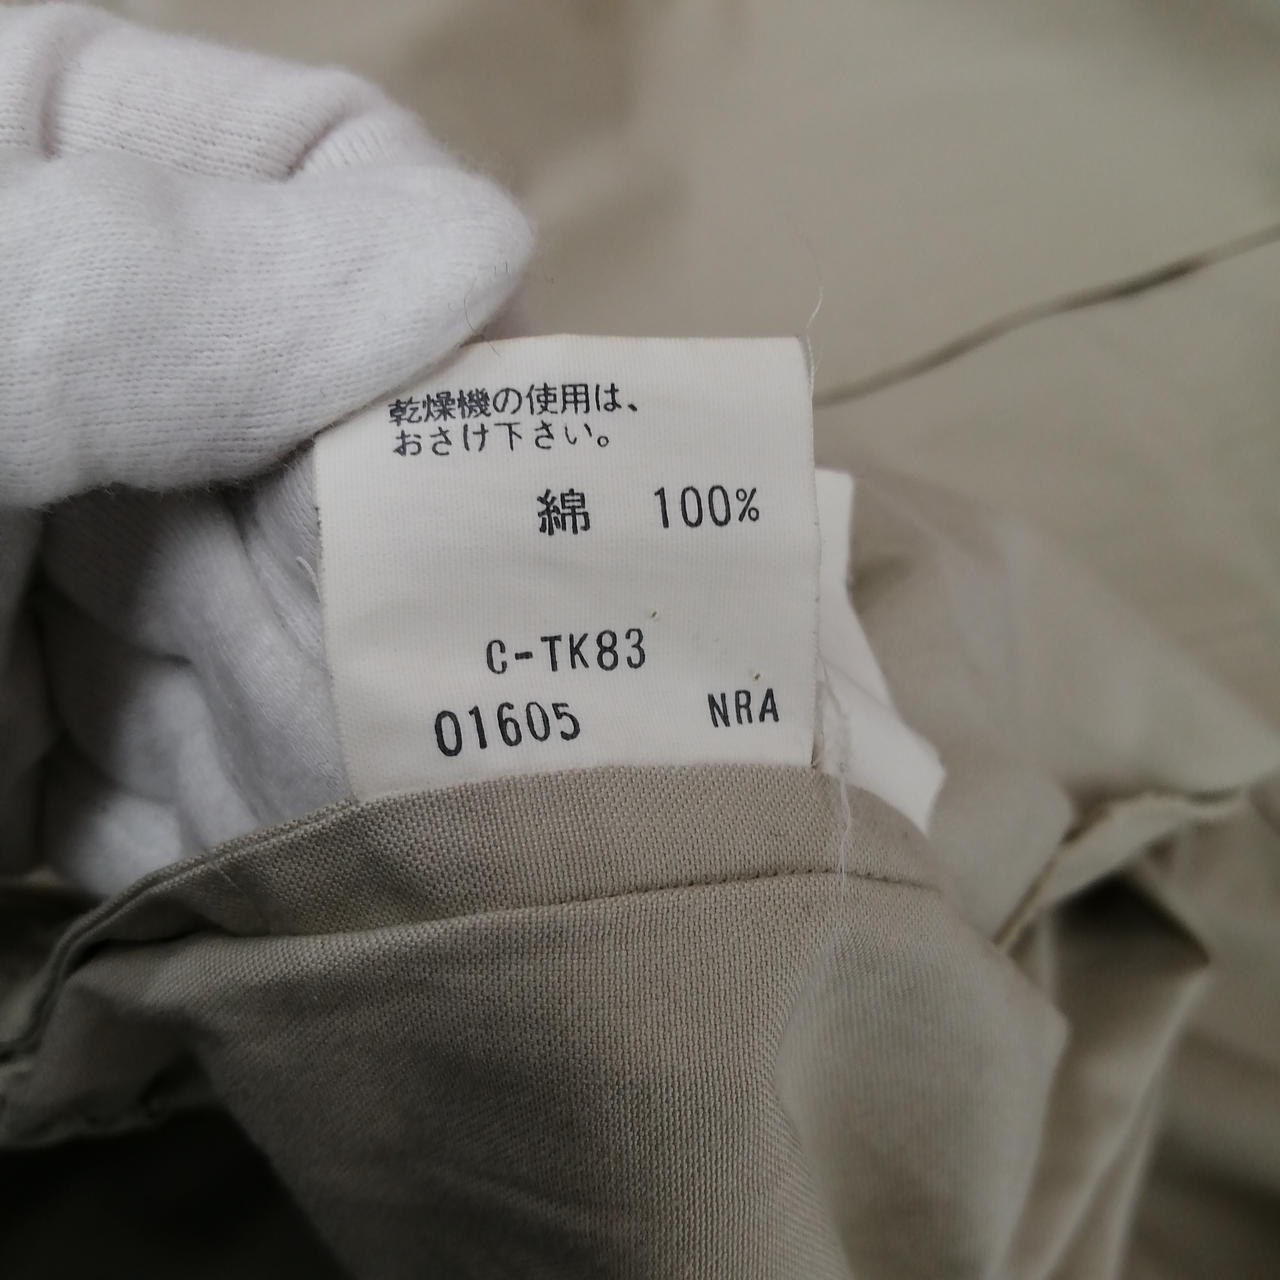 乾燥機の使用は、
おさけ下さい。
綿 100%
C-TK83
01605 NRA